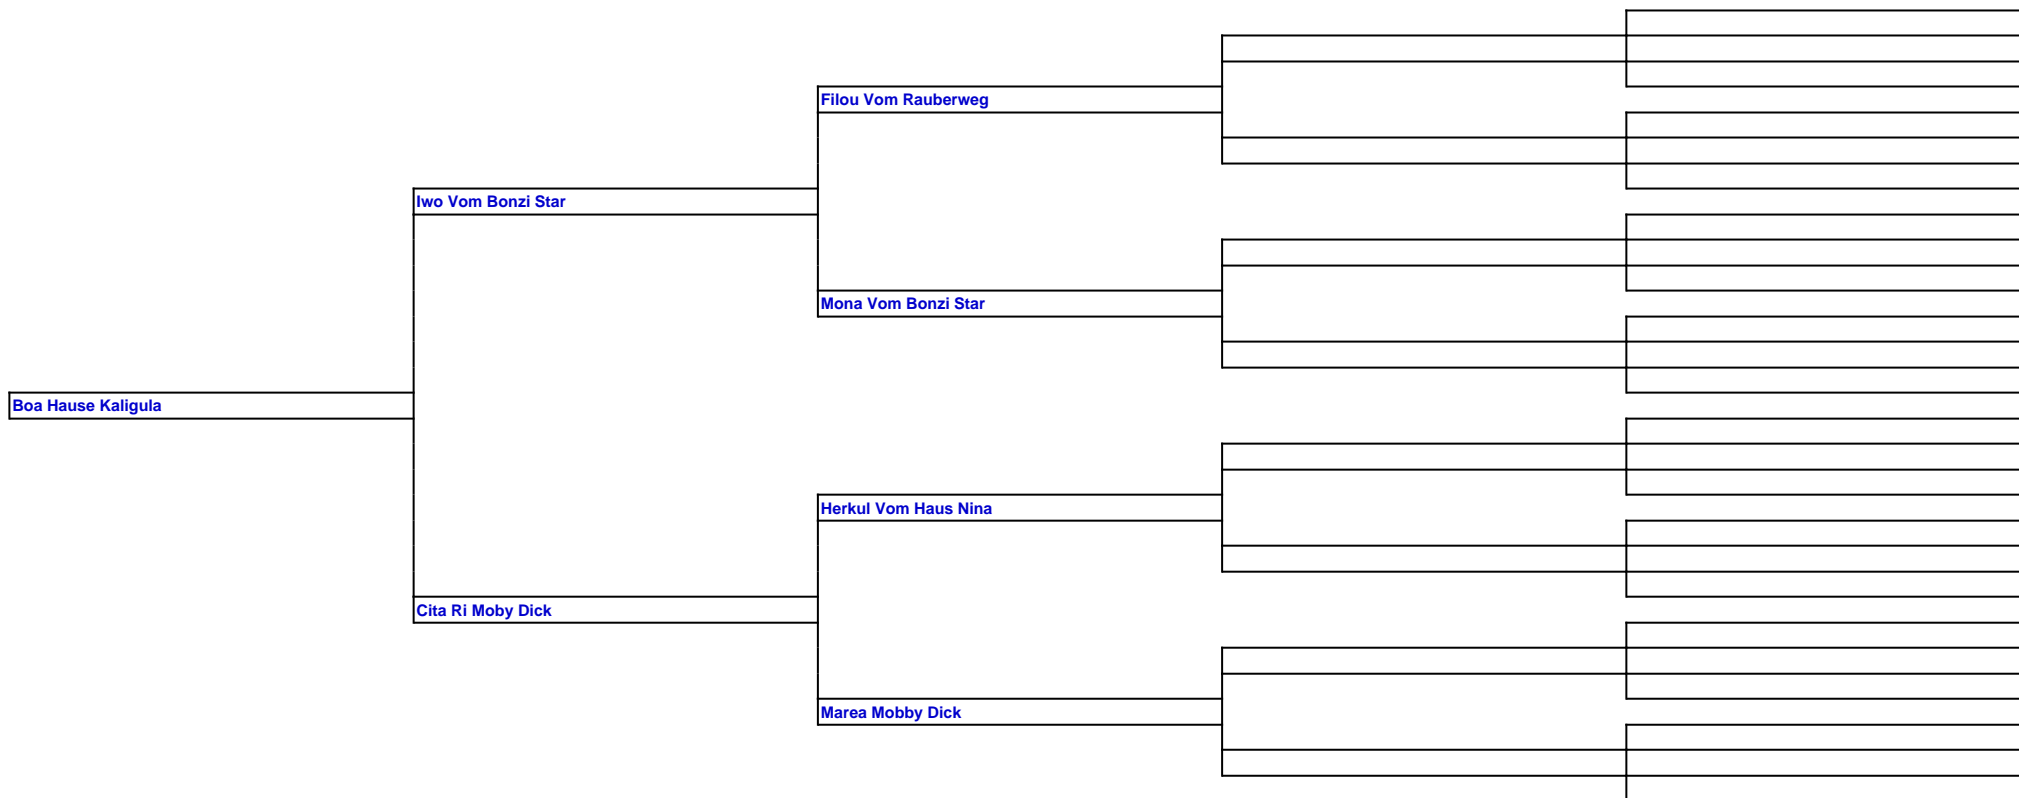 Filou Vom Rauberweg
Iwo Vom Bonzi Star
Mona Vom Bonzi Star
Boa Hause Kaligula
Herkul Vom Haus Nina
Cita Ri Moby Dick
Marea Mobby Dick